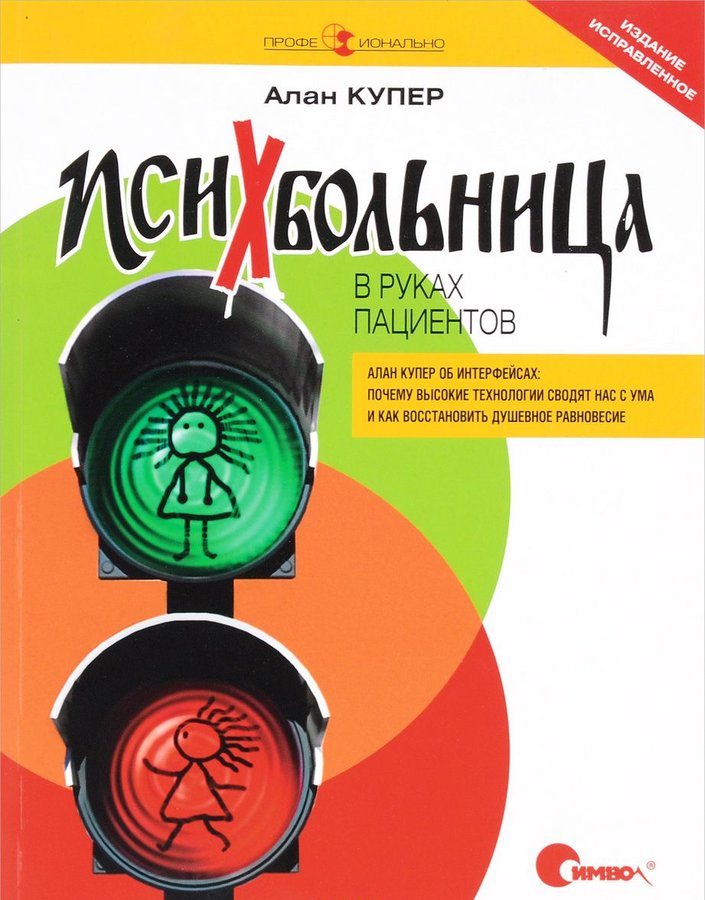 ПРОФЕССИОНАЛЬНО
ИЗДАНИЕ
ИСПРАВЛЕННОЕ
Алан КУПЕР
ПСИХБОЛЬНИЦА
В РУКАХ
ПАЦИЕНТОВ
АЛАН КУПЕР ОБ ИНТЕРФЕЙСАХ:
ПОЧЕМУ ВЫСОКИЕ ТЕХНОЛОГИИ СВОДЯТ НАС С УМА
И КАК ВОССТАНОВИТЬ ДУШЕВНОЕ РАВНОВЕСИЕ
СИМВОЛ®